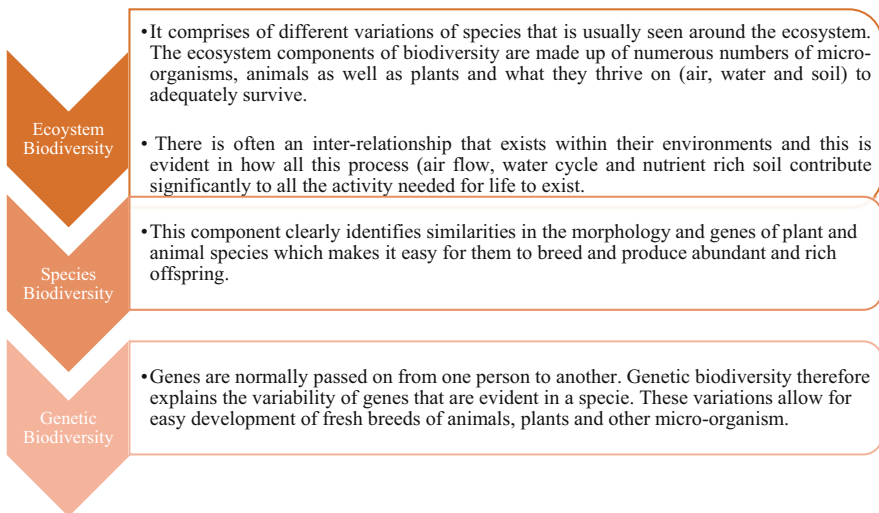 •It comprises of different variations of species that is usually seen around the ecosystem.
The ecosystem components of biodiversity are made up of numerous numbers of micro-
organisms, animals as well as plants and what they thrive on (air, water and soil) to
adequately survive.
Ecoystem
Biodiversity
• There is often an inter-relationship that exists within their environments and this is
evident in how all this process (air flow, water cycle and nutrient rich soil contribute
significantly to all the activity needed for life to exist.
Species
Biodiversity
•This component clearly identifies similarities in the morphology and genes of plant and
animal species which makes it easy for them to breed and produce abundant and rich
offspring.
Genetic
Biodiversity
•Genes are normally passed on from one person to another. Genetic biodiversity therefore
explains the variability of genes that are evident in a specie. These variations allow for
easy development of fresh breeds of animals, plants and other micro-organism.